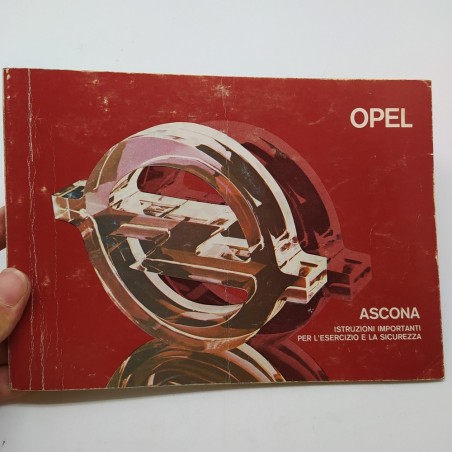 OPEL
ASCONA
ISTRUZIONI IMPORTANTI
PER L'ESERCIZIO E LA SICUREZZA